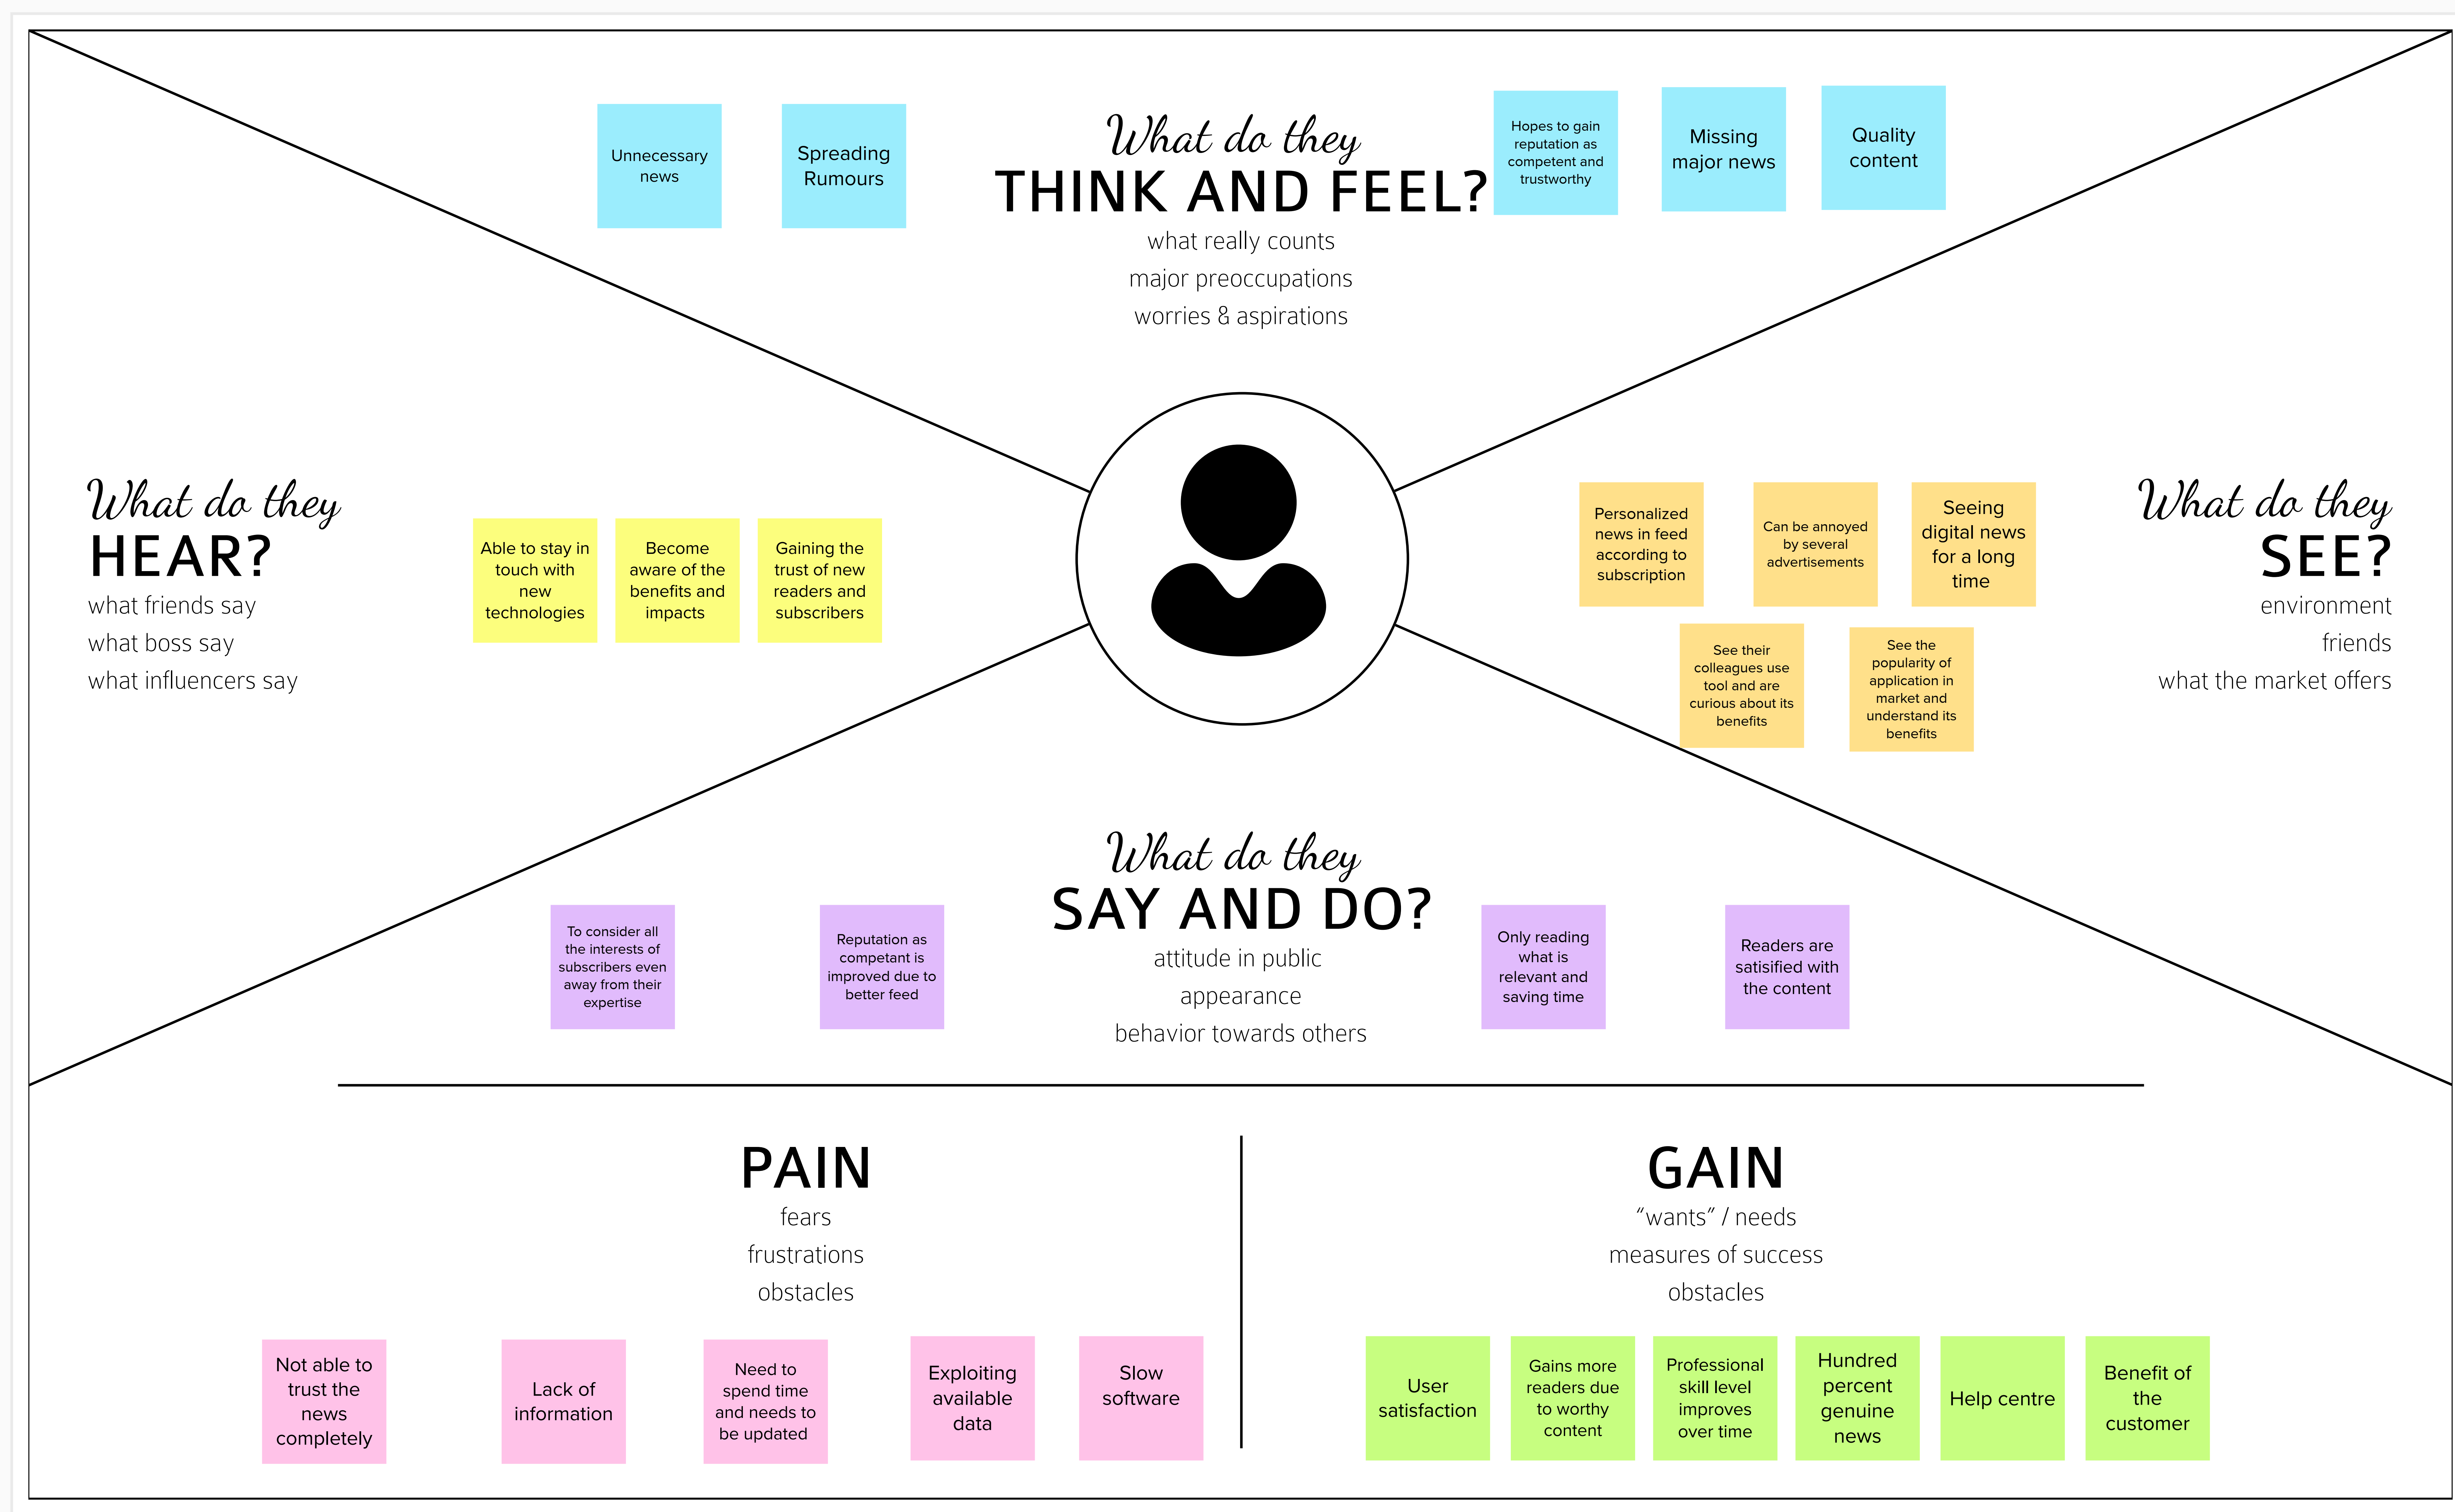 What do they
THINK AND FEEL?
what really counts
major preoccupations
worries & aspirations
Unnecessary
news
Spreading
Rumours
Hopes to gain
reputation as
competent and
trustworthy
Missing
major news
Quality
content
What do they
HEAR?
what friends say
what boss say
what influencers say
Able to stay in
touch with
new
technologies
Become
aware of the
benefits and
impacts
Gaining the
trust of new
readers and
subscribers
Personalized
news in feed
according to
subscription
Can be annoyed
by several
advertisements
Seeing
digital news
for a long
time
See their
colleagues use
tool and are
curious about its
benefits
See the
popularity of
application in
market and
understand its
benefits
What do they
SEE?
environment
friends
what the market offers
What do they
SAY AND DO?
attitude in public
appearance
behavior towards others
To consider all
the interests of
subscribers even
away from their
expertise
Reputation as
competant is
improved due to
better feed
Only reading
what is
relevant and
saving time
Readers are
satisified with
the content
PAIN
fears
frustrations
obstacles
Not able to
trust the
news
completely
Lack of
information
Need to
spend time
and needs to
be updated
Exploiting
available
data
Slow
software
GAIN
“wants” / needs
measures of success
obstacles
User
satisfaction
Gains more
readers due
to worthy
content
Professional
skill level
improves
over time
Hundred
percent
genuine
news
Help centre
Benefit of
the
customer